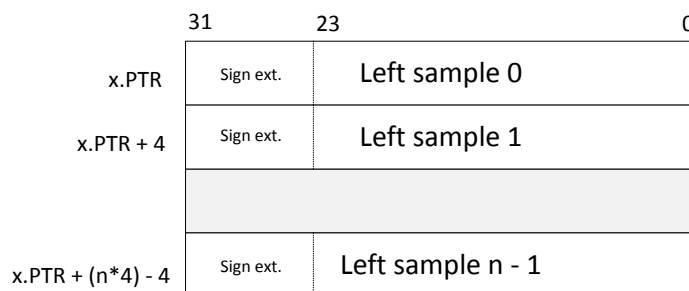 31 23 0
x.PTR Sign ext. Left sample 0
x.PTR + 4 Sign ext. Left sample 1
x.PTR + (n*4) - 4 Sign ext. Left sample n - 1